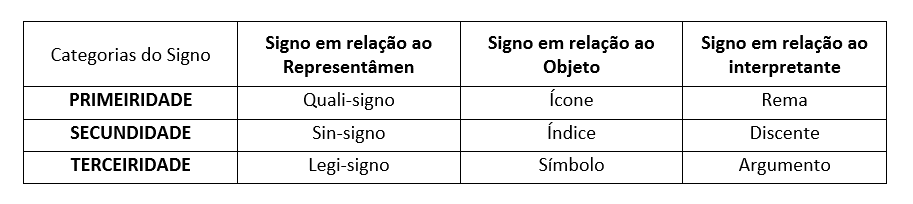 Categorias do Signo
Signo em relação ao
Representâmen
Signo em relação ao
Objeto
Signo em relação ao
interpretante
PRIMEIRIDADE Quali-signo Ícone Rema
SECUNDIDADE Sin-signo Índice Discente
TERCEIRIDADE Legi-signo Símbolo Argumento